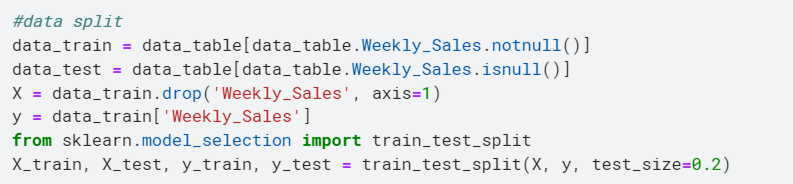 #data split
data_train = data_table[data_table.Weekly_Sales.notnull()]
data_test = data_table[data_table.Weekly_Sales.isnull()]
X = data_train.drop('Weekly_Sales', axis=1)
y = data_train['Weekly_Sales']
from sklearn.model_selection import train_test_split
X_train, X_test, y_train, y_test = train_test_split(X, y, test_size=0.2)